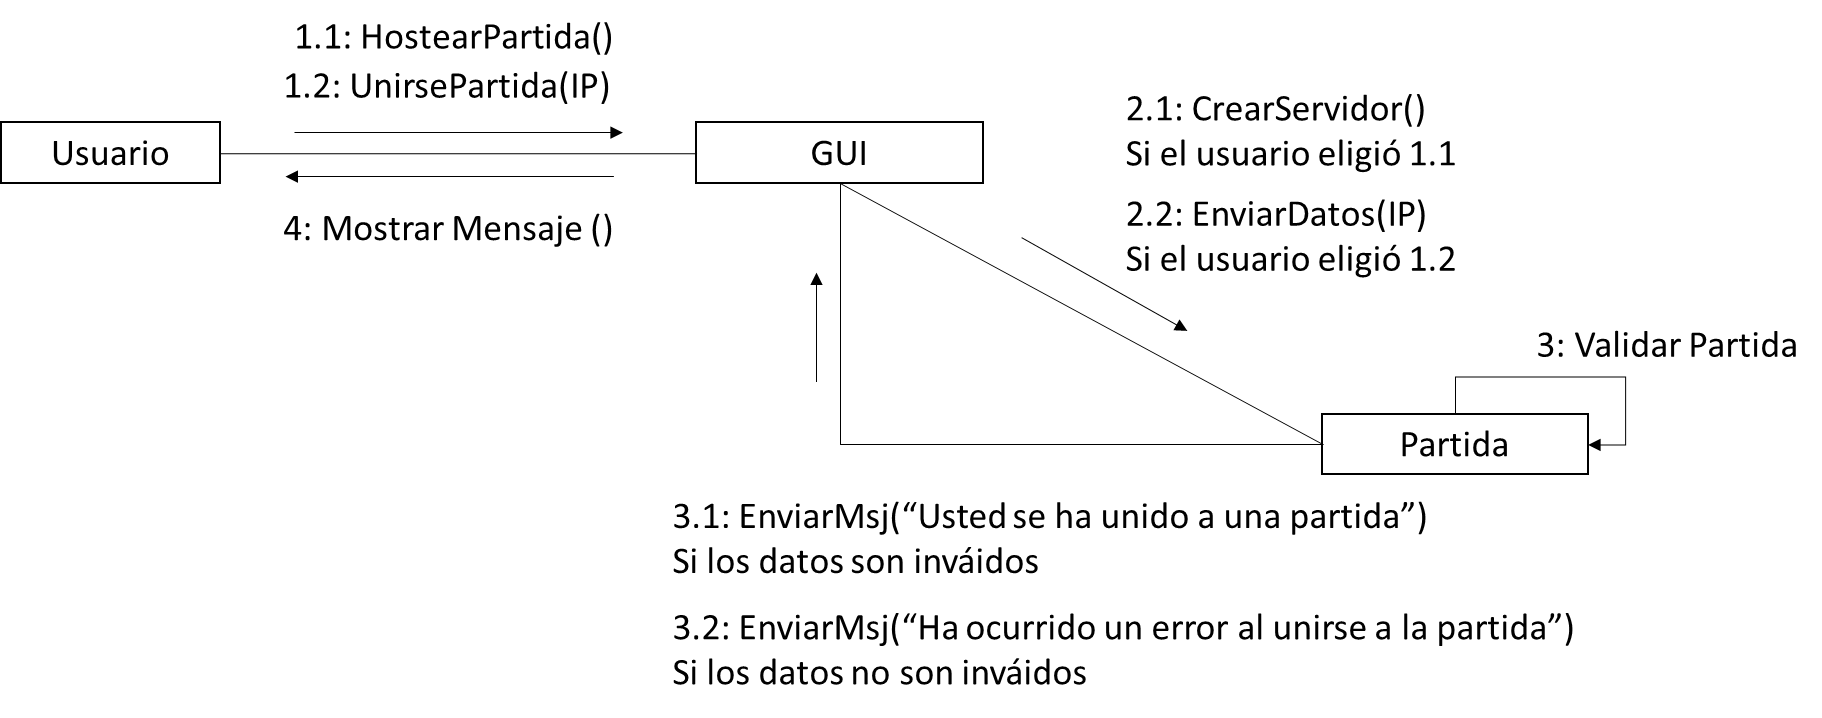 1.1: HostearPartida()
1.2: UnirsePartida(IP)
Usuario
GUI
4: Mostrar Mensaje ()
2.1: CrearServidor()
Si el usuario eligió 1.1
2.2: EnviarDatos(IP)
Si el usuario eligió 1.2
3: Validar Partida
Partida
3.1: EnviarMsj(“Usted se ha unido a una partida”)
Si los datos son inváidos
3.2: EnviarMsj(“Ha ocurrido un error al unirse a la partida”)
Si los datos no son inváidos